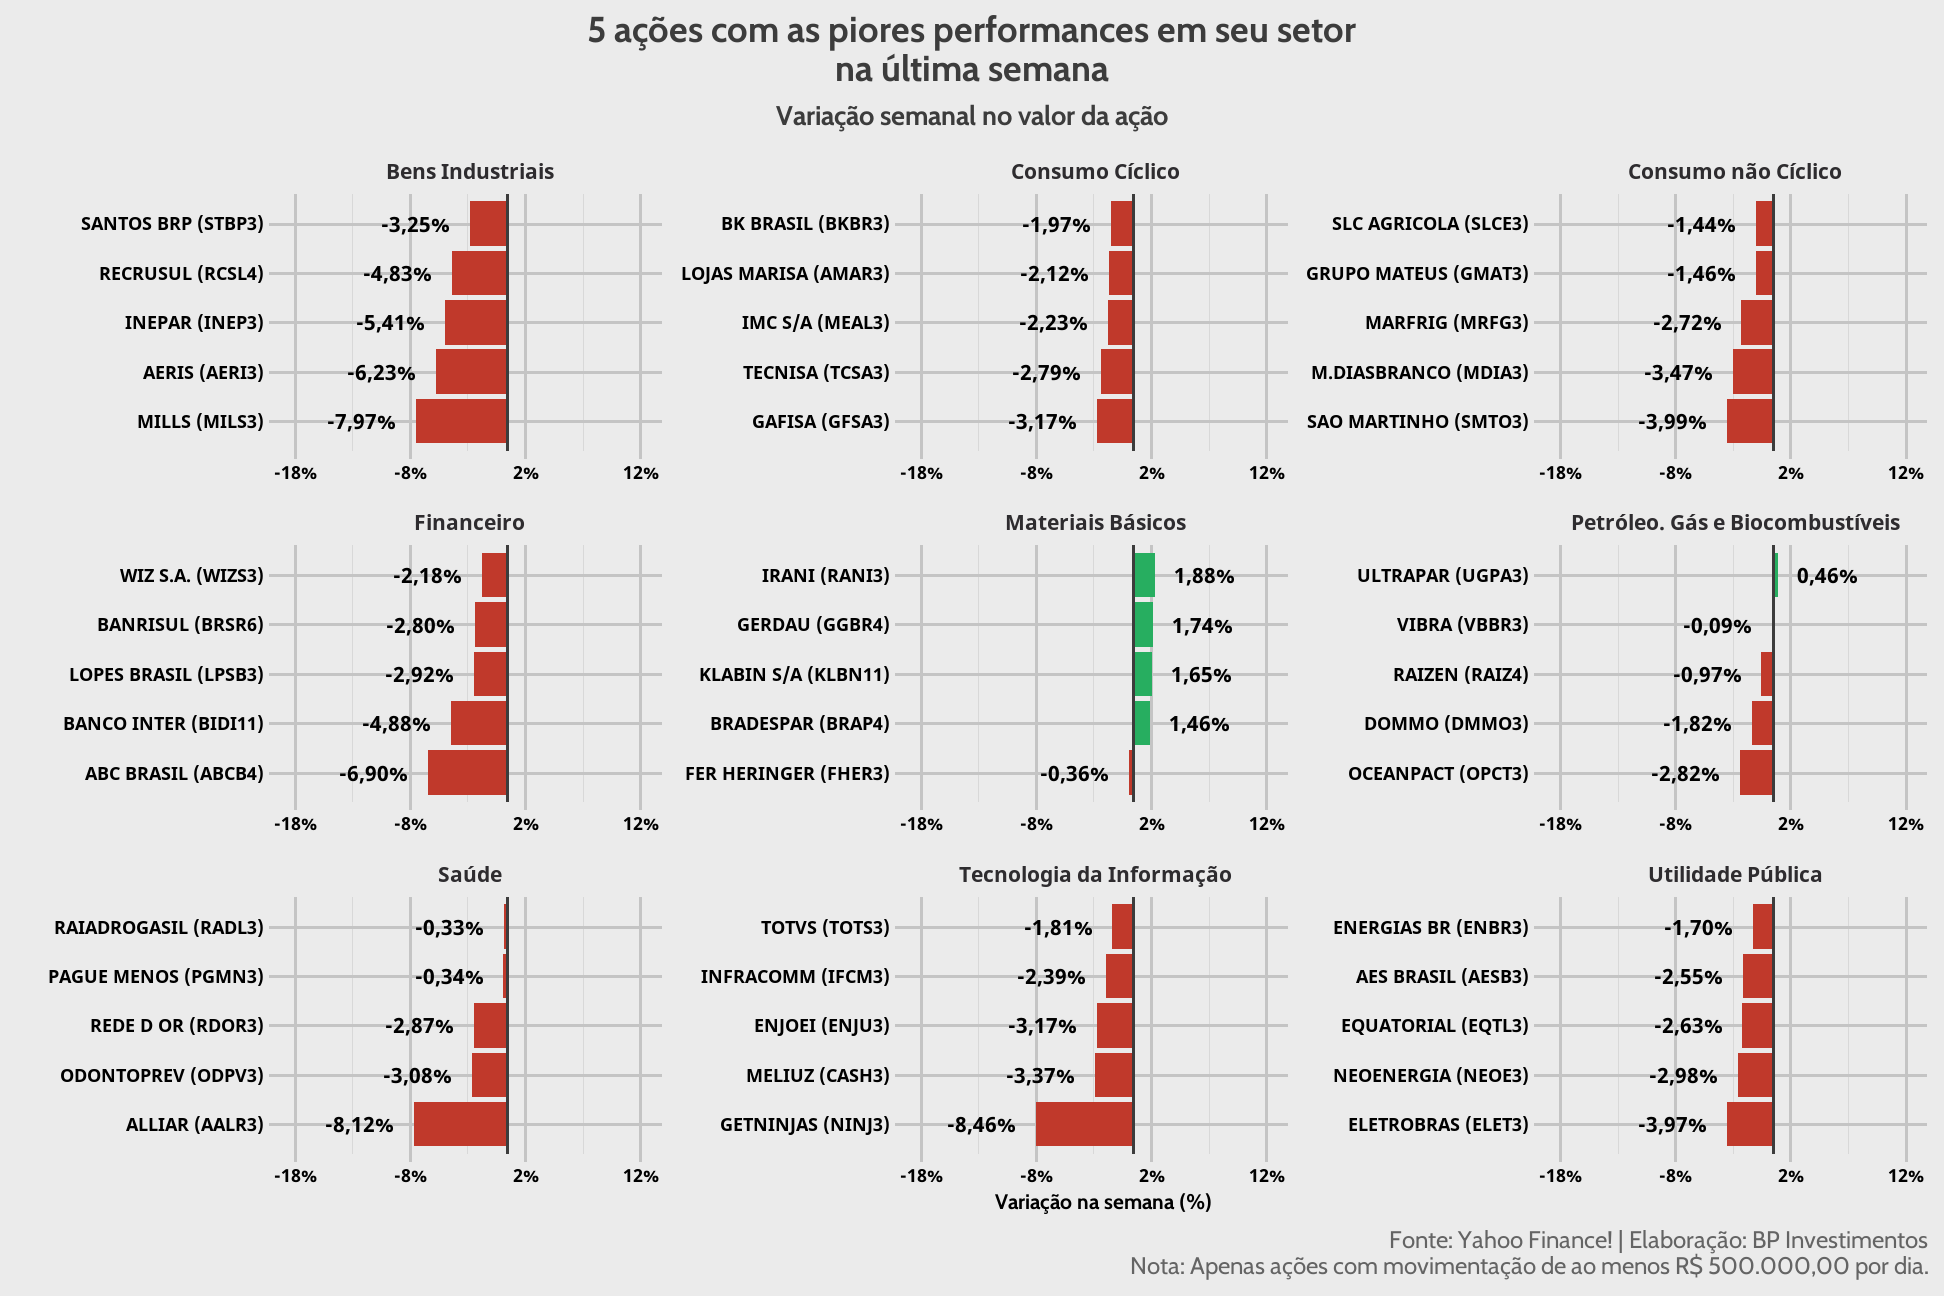 5 ações com as piores performances em seu setor
na última semana
Variação semanal no valor da ação
Bens Industriais
SANTOS BRP (STBP3) -3,25%
RECRUSUL (RCSL4) -4,83%
INEPAR (INEP3) -5,41%
AERIS (AERI3) -6,23%
MILLS (MILS3) -7,97%
-18% -8% 2% 12%
Consumo Cíclico
BK BRASIL (BKBR3) -1,97%
LOJAS MARISA (AMAR3) -2,12%
IMC S/A (MEAL3) -2,23%
TECNISA (TCSA3) -2,79%
GAFISA (GFSA3) -3,17%
-18% -8% 2% 12%
Consumo não Cíclico
SLC AGRICOLA (SLCE3) -1,44%
GRUPO MATEUS (GMAT3) -1,46%
MARFRIG (MRFG3) -2,72%
M.DIASBRANCO (MDIA3) -3,47%
SAO MARTINHO (SMTO3) -3,99%
-18% -8% 2% 12%
Financeiro
WIZ S.A. (WIZS3) -2,18%
BANRISUL (BRSR6) -2,80%
LOPES BRASIL (LPSB3) -2,92%
BANCO INTER (BIDI11) -4,88%
ABC BRASIL (ABCB4) -6,90%
-18% -8% 2% 12%
Materiais Básicos
IRANI (RANI3) 1,88%
GERDAU (GGBR4) 1,74%
KLABIN S/A (KLBN11) 1,65%
BRADESPAR (BRAP4) 1,46%
FER HERINGER (FHER3) -0,36%
-18% -8% 2% 12%
Petróleo. Gás e Biocombustíveis
ULTRAPAR (UGPA3) 0,46%
VIBRA (VBBR3) -0,09%
RAIZEN (RAIZ4) -0,97%
DOMMO (DMMO3) -1,82%
OCEANPACT (OPCT3) -2,82%
-18% -8% 2% 12%
Saúde
RAIADROGASIL (RADL3) -0,33%
PAGUE MENOS (PGMN3) -0,34%
REDE D OR (RDOR3) -2,87%
ODONTOPREV (ODPV3) -3,08%
ALLIAR (AALR3) -8,12%
-18% -8% 2% 12%
Tecnologia da Informação
TOTVS (TOTS3) -1,81%
INFRACOMM (IFCM3) -2,39%
ENJOEI (ENJU3) -3,17%
MELIUZ (CASH3) -3,37%
GETNINJAS (NINJ3) -8,46%
-18% -8% 2% 12%
Utilidade Pública
ENERGIAS BR (ENBR3) -1,70%
AES BRASIL (AESB3) -2,55%
EQUATORIAL (EQTL3) -2,63%
NEOENERGIA (NEOE3) -2,98%
ELETROBRAS (ELET3) -3,97%
-18% -8% 2% 12%
Variação na semana (%)
Fonte: Yahoo Finance! | Elaboração: BP Investimentos
Nota: Apenas ações com movimentação de ao menos R$ 500.000,00 por dia.